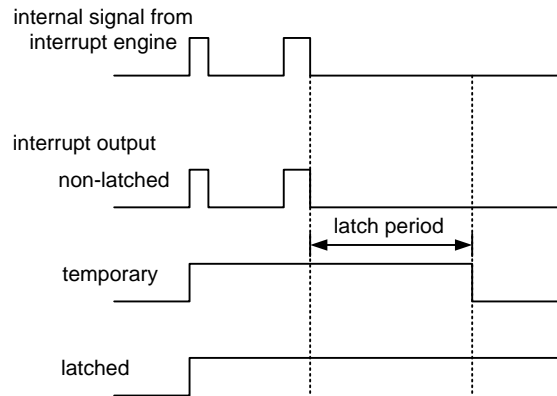 internal signal from
interrupt engine
interrupt output
non-latched
latch period
temporary
latched